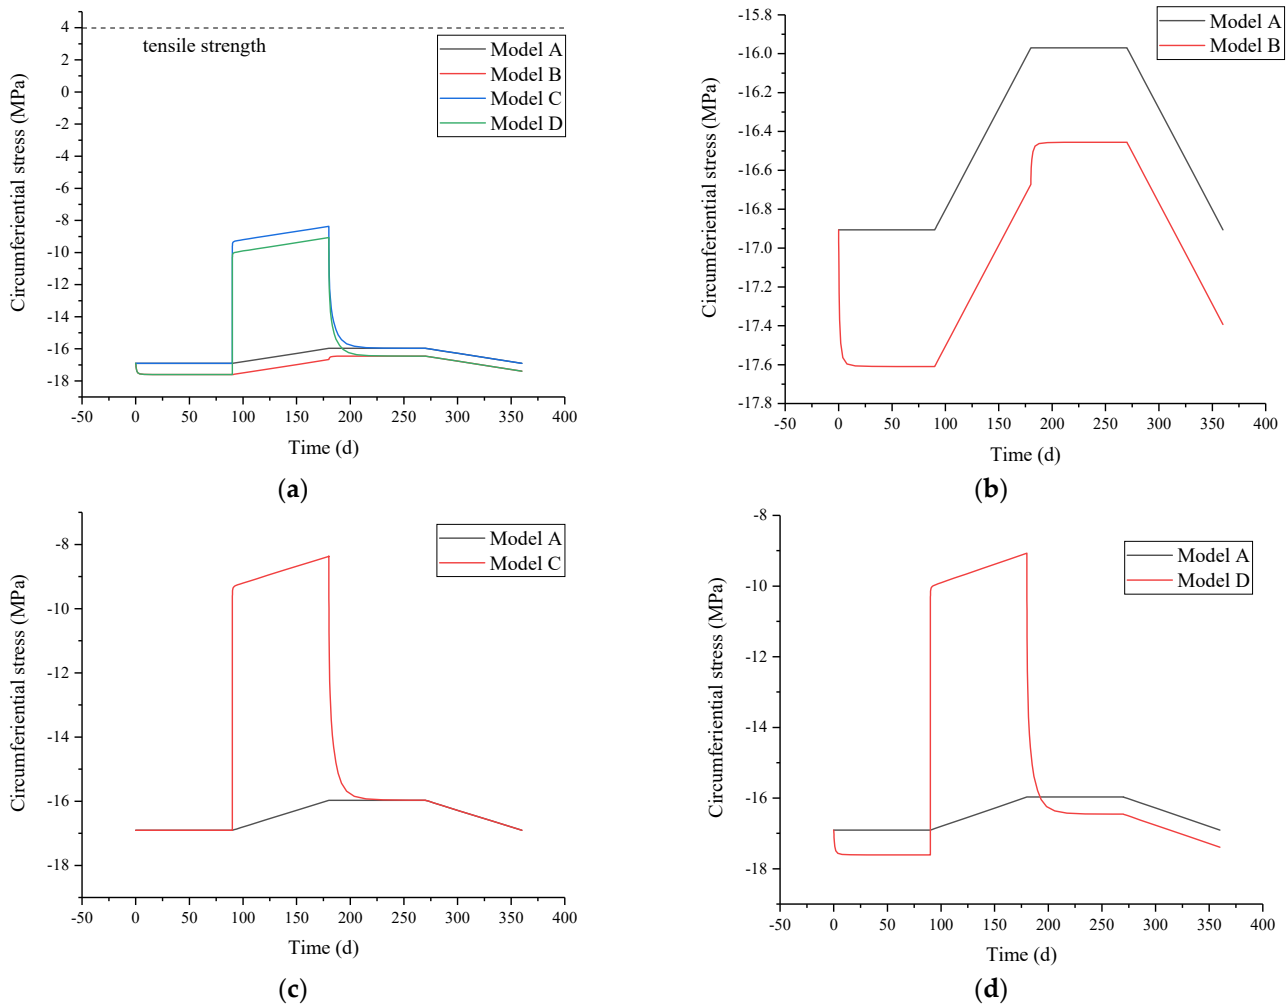 4
2
0
-2
-4
-6
-8
-10
-12
-14
-16
-18
Circumferiential stress (MPa)
tensile strength
Model A
Model B
Model C
Model D
-50 0 50 100 150 200 250 300 350 400
Time (d)
(a)
-15.8
-16.0
-16.2
-16.4
-16.6
-16.8
-17.0
-17.2
-17.4
-17.6
-17.8
Circumferiential stress (MPa)
Model A
Model B
-50 0 50 100 150 200 250 300 350 400
Time (d)
(b)
-8
-10
-12
-14
-16
-18
Circumferiential stress (MPa)
Model A
Model C
-50 0 50 100 150 200 250 300 350 400
Time (d)
(c)
-8
-10
-12
-14
-16
-18
Circumferiential stress (MPa)
Model A
Model D
-50 0 50 100 150 200 250 300 350 400
Time (d)
(d)